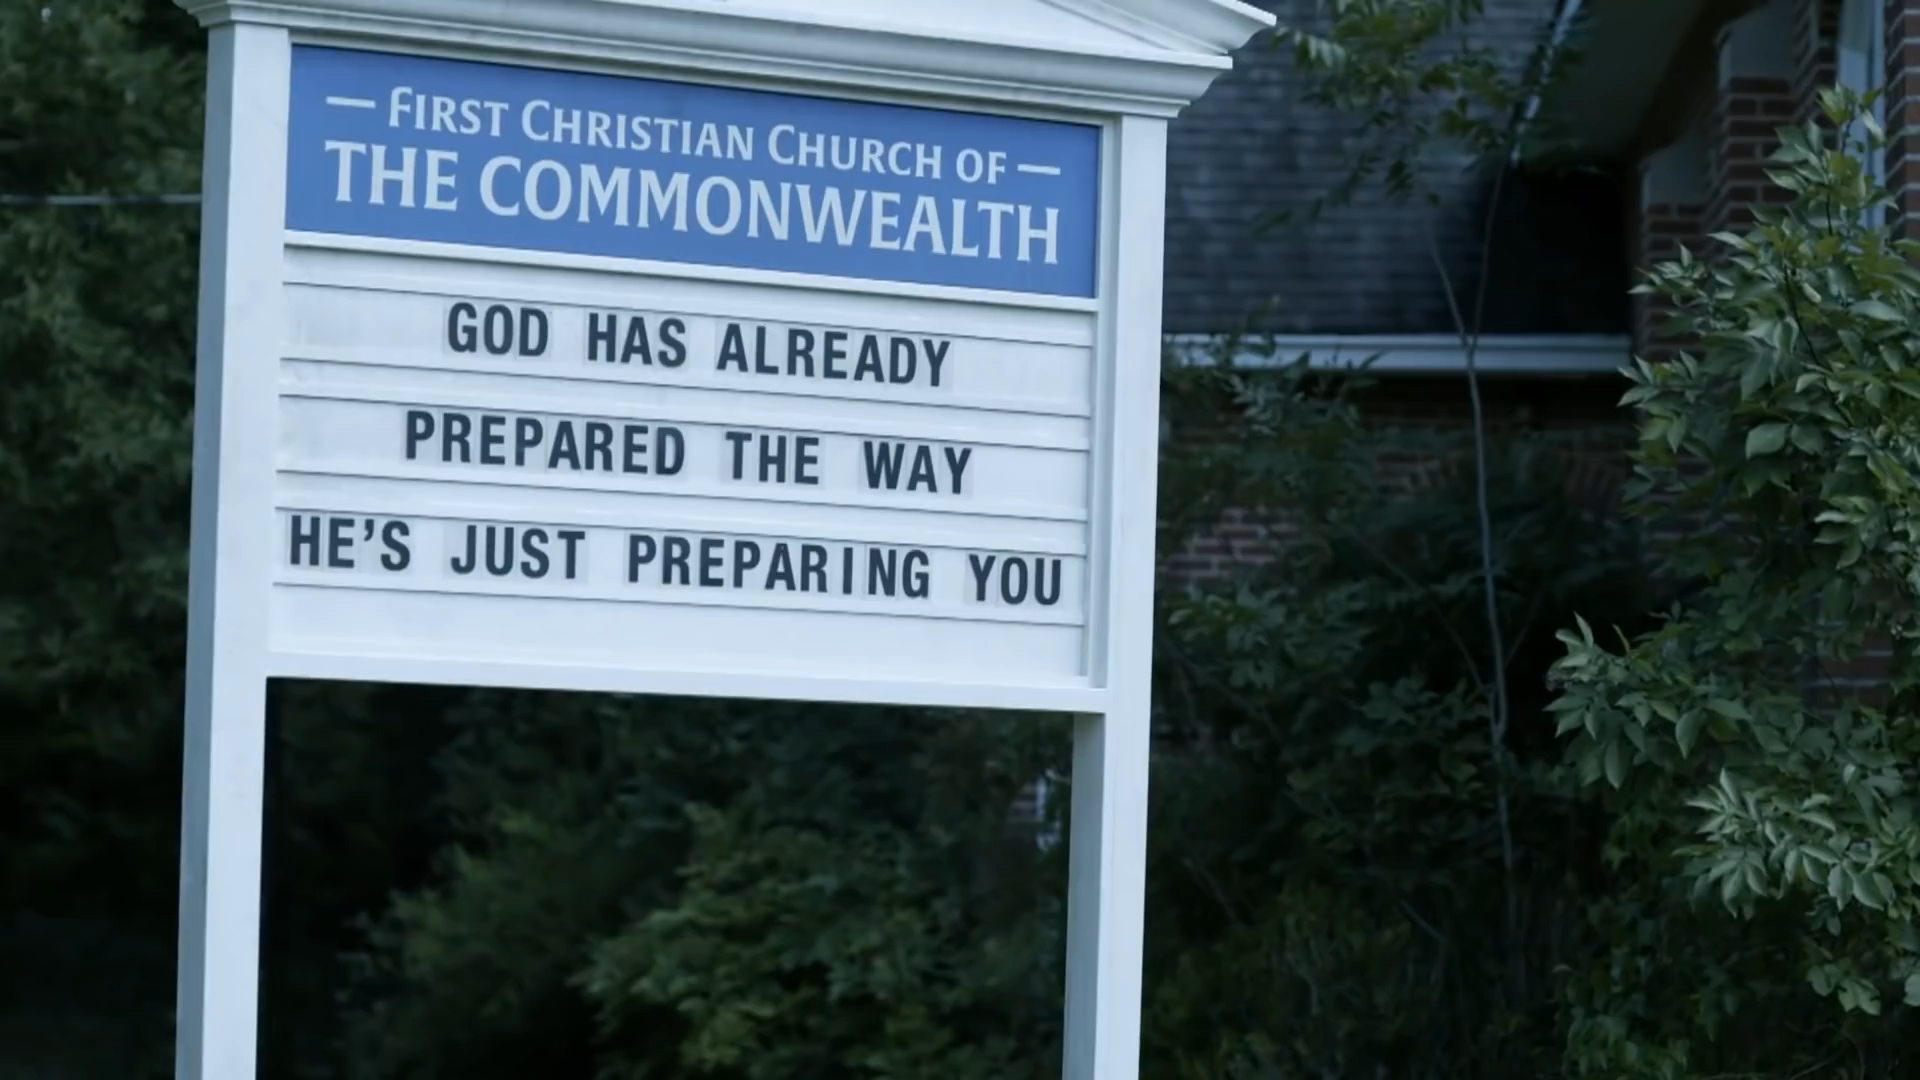 — FIRST CHRISTIAN CHURCH OF —
THE COMMONWEALTH
GOD HAS ALREADY
PREPARED THE WAY
HE'S JUST PREPARING YOU